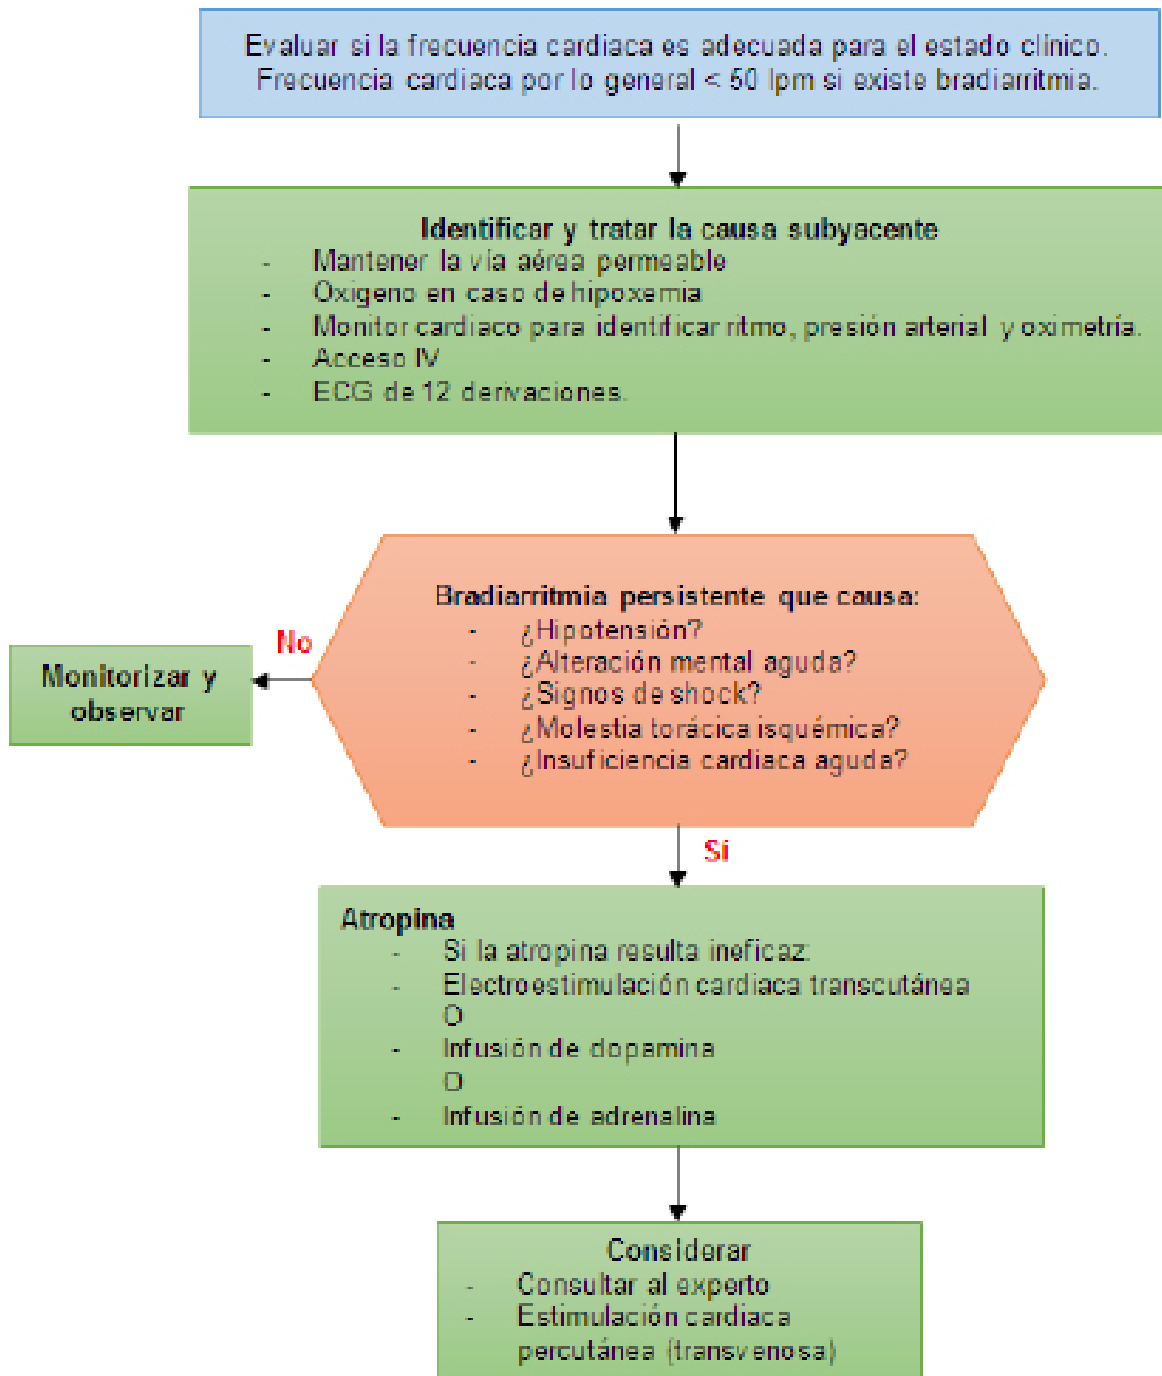 Evaluar si la frecuencia cardiaca es adecuada para el estado clínico.
Frecuencia cardiaca por lo general < 50 lpm si existe bradiarritmia.
Identificar y tratar la causa subyacente
- Mantener la vía aérea permeable
- Oxigeno en caso de hipoxemia
- Monitor cardiaco para identificar ritmo, presión arterial y oximetría.
- Acceso IV
- ECG de 12 derivaciones.
Bradiarritmia persistente que causa:
- ¿Hipotensión?
- ¿Alteración mental aguda?
- ¿Signos de shock?
- ¿Molestia torácica isquémica?
- ¿Insuficiencia cardiaca aguda?
No
Monitorizar y
observar
Sí
Atropina
- Si la atropina resulta ineficaz:
- Electroestimulación cardiaca transcutánea
O
- Infusión de dopamina
O
- Infusión de adrenalina
Considerar
- Consultar al experto
- Estimulación cardiaca
percutánea (transvenosa)